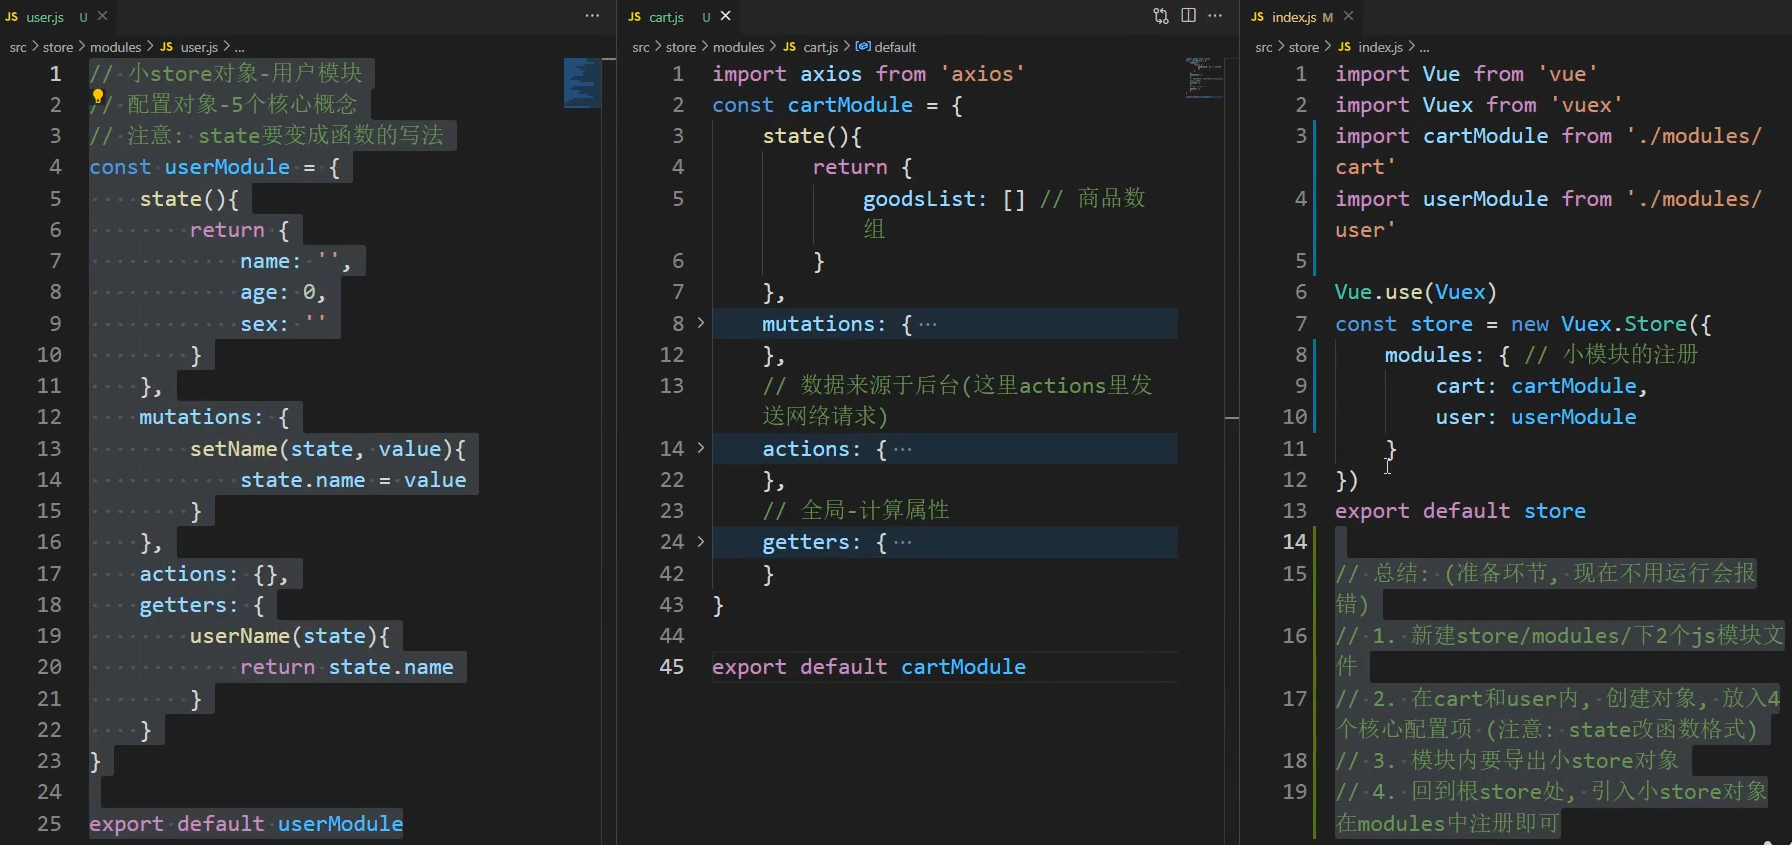 JS user.js U
src > store > modules > JS user.js > ...
1 // 小store对象-用户模块
2 // 配置对象-5个核心概念
3 // 注意: state要变成函数的写法
4 const userModule = {
5 state(){
6 return {
7 name: '',
8 age: 0,
9 sex: ''
10 }
11 },
12 mutations: {
13 setName(state, value){
14 state.name = value
15 }
16 },
17 actions: {},
18 getters: {
19 userName(state){
20 return state.name
21 }
22 }
23 }
24
25 export default userModule
JS cart.js U
src > store > modules > JS cart.js > default
1 import axios from 'axios'
2 const cartModule = {
3 state(){
4 return {
5 goodsList: [] // 商品数
组
6 }
7 },
8 mutations: {…
12 },
13 // 数据来源于后台(这里actions里发
送网络请求)
14 actions: {…
22 },
23 // 全局-计算属性
24 getters: {…
42 }
43 }
44
45 export default cartModule
JS index.js M
src > store > JS index.js > ...
1 import Vue from 'vue'
2 import Vuex from 'vuex'
3 import cartModule from './modules/
cart'
4 import userModule from './modules/
user'
5
6 Vue.use(Vuex)
7 const store = new Vuex.Store({
8 modules: { // 小模块的注册
9 cart: cartModule,
10 user: userModule
11 }
12 })
13 export default store
14
15 // 总结: (准备环节, 现在不用运行会报
错)
16 // 1. 新建store/modules/下2个js模块文
件
17 // 2. 在cart和user内, 创建对象, 放入4
个核心配置项 (注意: state改函数格式)
18 // 3. 模块内要导出小store对象
19 // 4. 回到根store处, 引入小store对象
在modules中注册即可